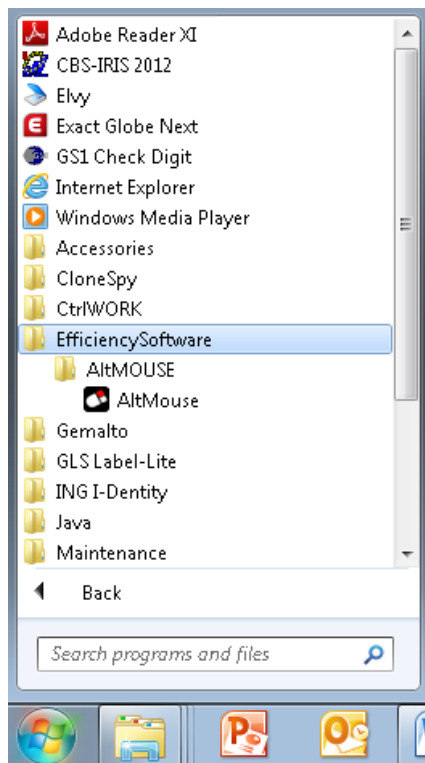 Adobe Reader XI
CBS-IRIS 2012
Elvy
Exact Globe Next
GS1 Check Digit
Internet Explorer
Windows Media Player
Accessories
CloneSpy
CtrlWORK
EfficiencySoftware
AltMOUSE
AltMouse
Gemalto
GLS Label-Lite
ING I-Dentity
Java
Maintenance
Back
Search programs and files